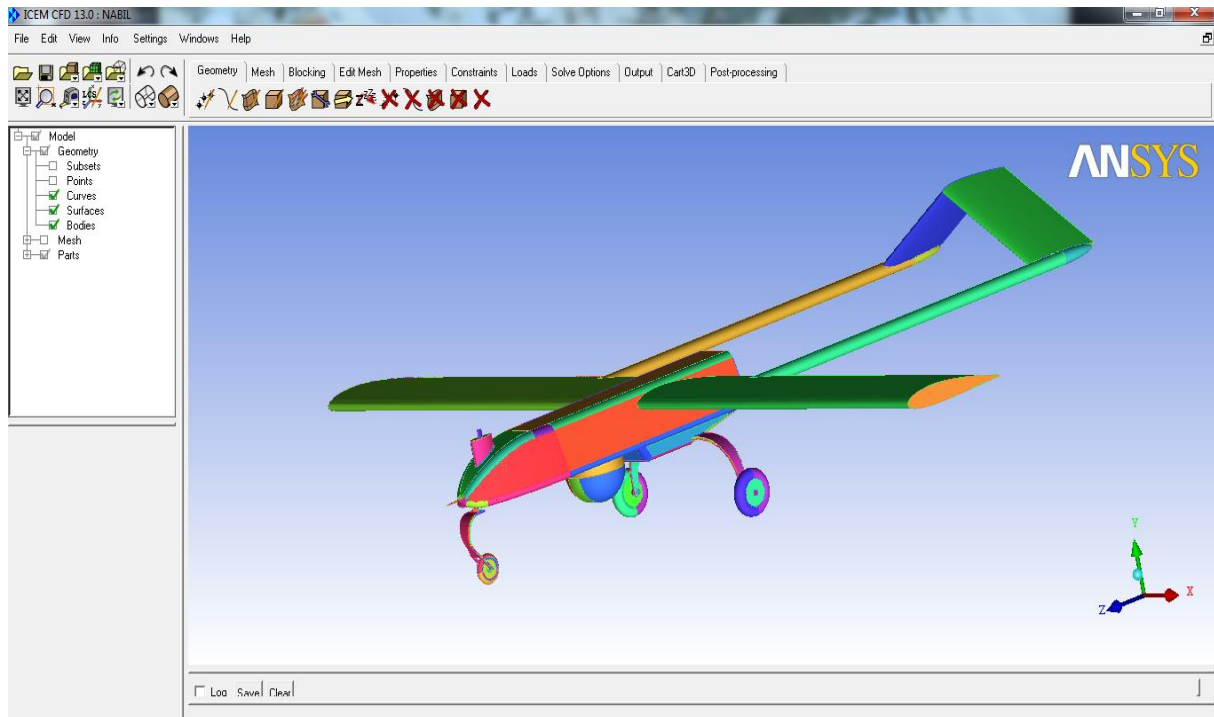 ICEM CFD 13.0 : NABIL
File Edit View Info Settings Windows Help
Geometry Mesh Blocking Edit Mesh Properties Constraints Loads Solve Options Output Cart3D Post-processing
LCS
Model
Geometry
Subsets
Points
Curves
Surfaces
Bodies
Mesh
Parts
ANSYS
Y
X
Z
Log Save Clear